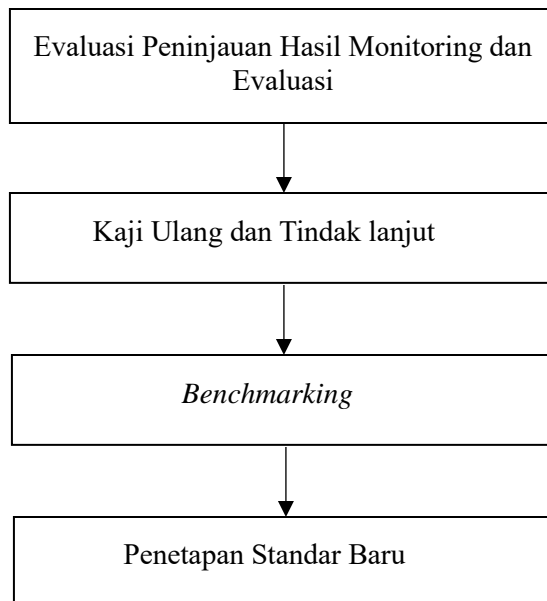 Evaluasi Peninjauan Hasil Monitoring dan
Evaluasi
Kaji Ulang dan Tindak lanjut
Benchmarking
Penetapan Standar Baru